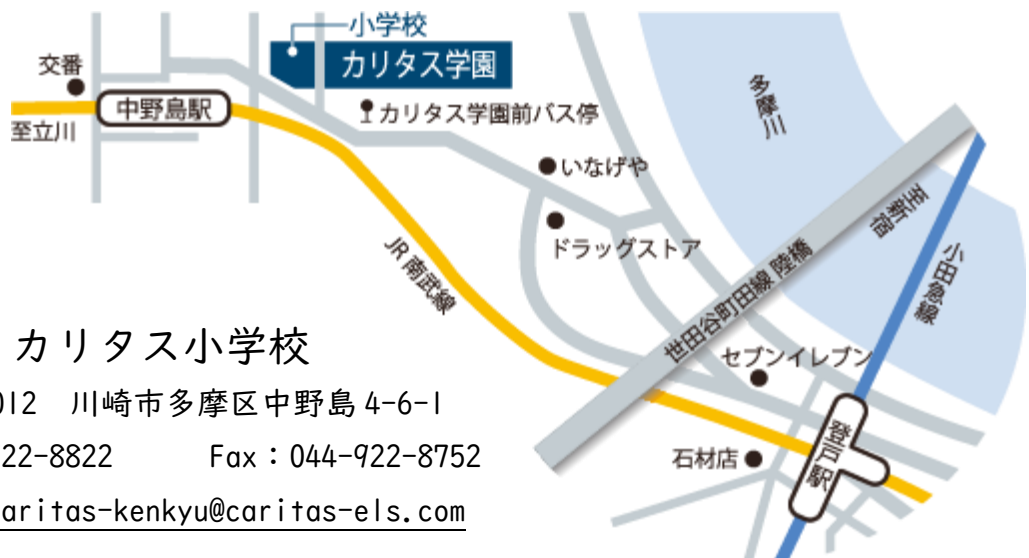 小学校
カリタス学園
交番
中野島駅
至立川
カリタス学園前バス停
多摩川
いなげや
ドラッグストア
至新宿
小田急線
JR南武線
世田谷町田線 陸橋
セブンイレブン
登戸駅
石材店
カリタス小学校
012 川崎市多摩区中野島 4-6-1
22-8822 Fax：044-922-8752
aritas-kenkyu@caritas-els.com